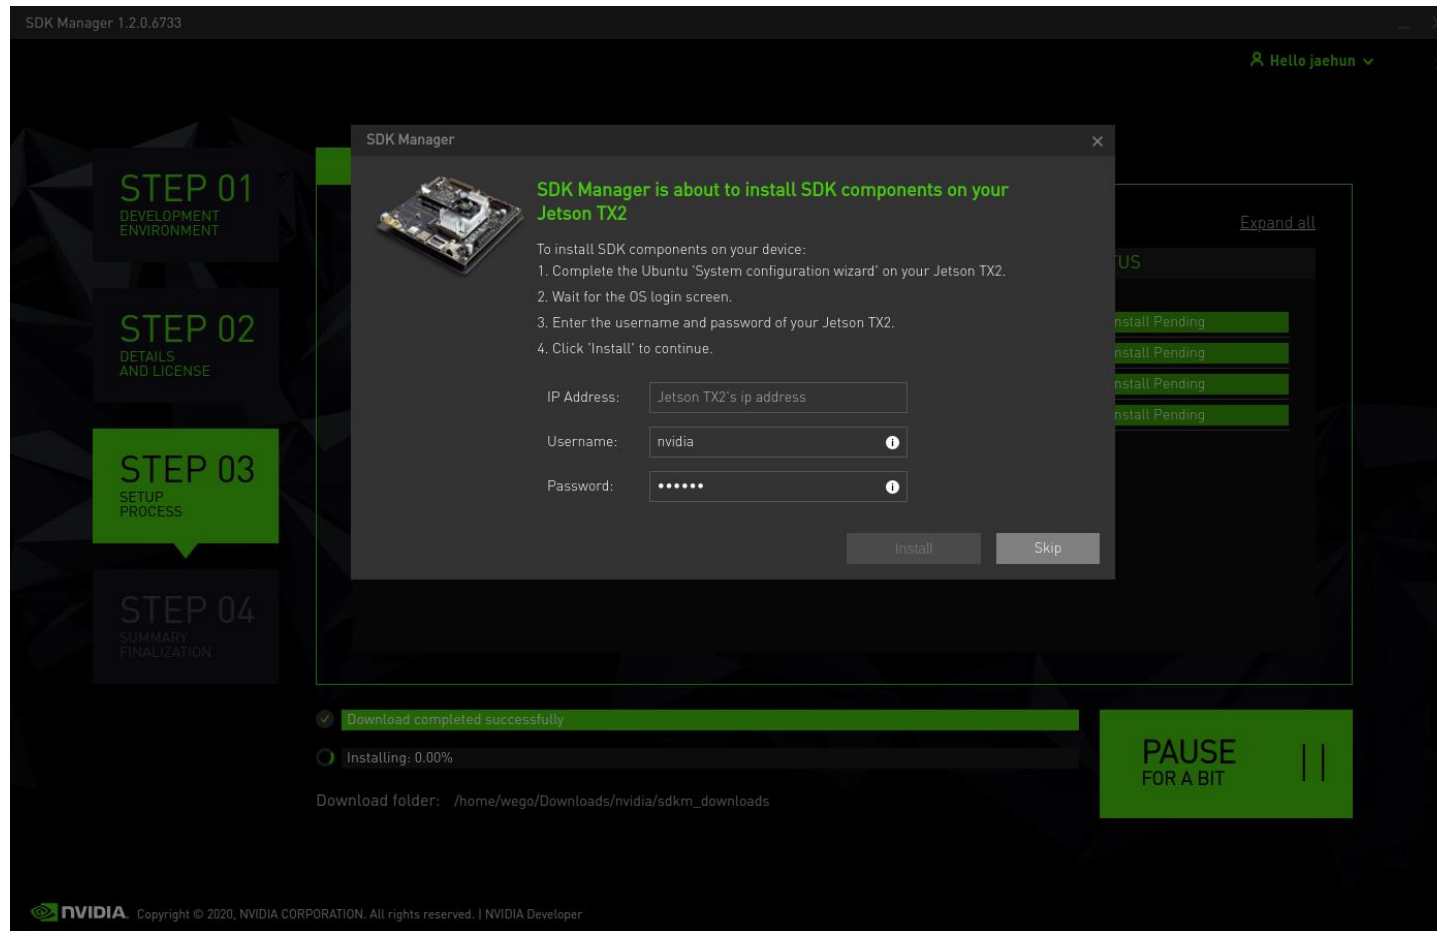 SDK Manager 1.2.0.6733
Hello jaehun
SDK Manager
STEP 01
DEVELOPMENT
ENVIRONMENT
SDK Manager is about to install SDK components on your
Jetson TX2
Expand all
To install SDK components on your device:
1. Complete the Ubuntu 'System configuration wizard' on your Jetson TX2.
2. Wait for the OS login screen.
3. Enter the username and password of your Jetson TX2.
4. Click 'Install' to continue.
TUS
STEP 02
DETAILS
AND LICENSE
nstall Pending
nstall Pending
nstall Pending
nstall Pending
IP Address: Jetson TX2's ip address
Username: nvidia
Password: ••••••
Install Skip
STEP 03
SETUP
PROCESS
STEP 04
SUMMARY
FINALIZATION
Download completed successfully
Installing: 0.00%
Download folder: /home/wego/Downloads/nvidia/sdkm_downloads
PAUSE
FOR A BIT
NVIDIA. Copyright © 2020, NVIDIA CORPORATION. All rights reserved. | NVIDIA Developer